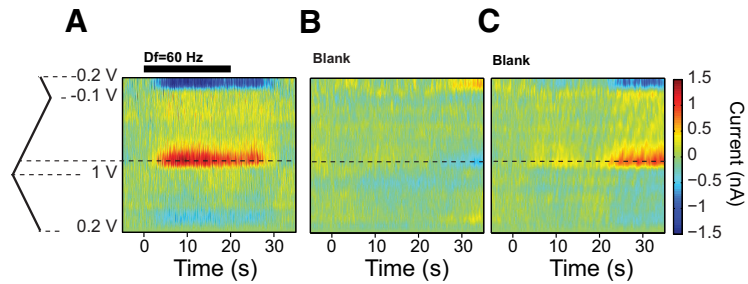 A B C
Df=60 Hz Blank Blank
-0.2 V
-0.1 V
1 V
0.2 V
0 10 20 30 0 10 20 30 0 10 20 30
Time (s) Time (s) Time (s)
1.5
1
0.5
0
−0.5
−1
−1.5
Current (nA)